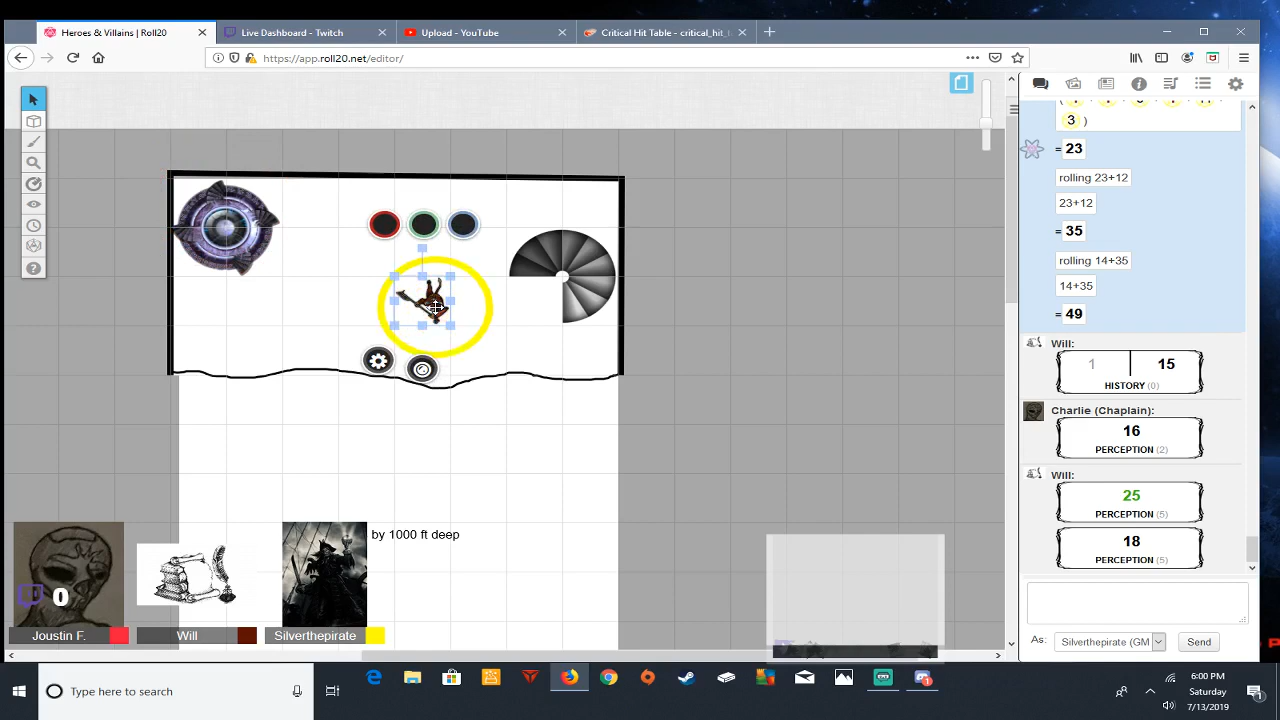 Heroes & Villains | Roll20
Live Dashboard - Twitch
Upload - YouTube
Critical Hit Table - critical_hit_
https://app.roll20.net/editor/
3 )
= 23
rolling 23+12
23+12
= 35
rolling 14+35
14+35
= 49
Will:
1 15
HISTORY (0)
Charlie (Chaplain):
16
PERCEPTION (2)
Will:
25
PERCEPTION (5)
18
PERCEPTION (5)
by 1000 ft deep
0
Joustin F.
Will
Silverthepirate
As:
Silverthepirate (GM
Send
Type here to search
6:00 PM
Saturday
7/13/2019
1
1